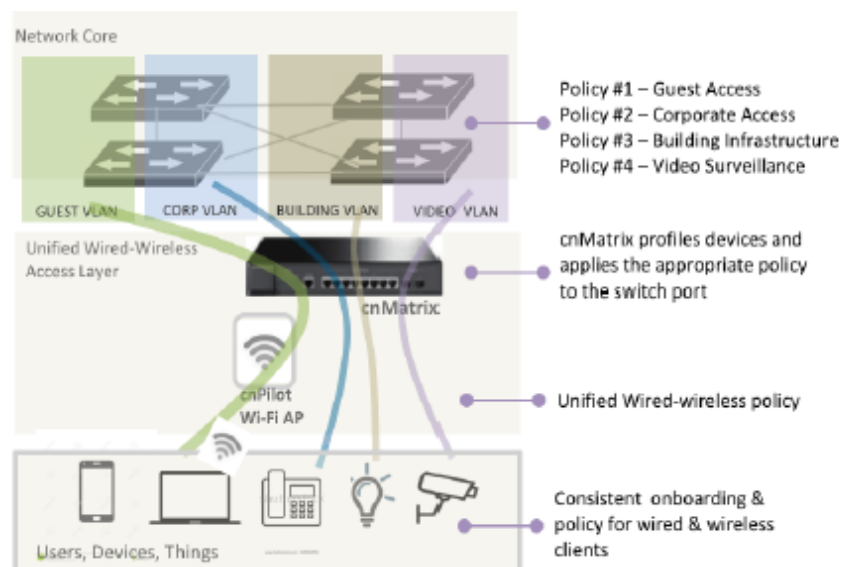 Network Core
GUEST VLAN
CORP VLAN
BUILDING VLAN
VIDEO VLAN
Policy #1 – Guest Access
Policy #2 – Corporate Access
Policy #3 – Building Infrastructure
Policy #4 – Video Surveillance
Unified Wired-Wireless
Access Layer
cnMatrix
cnMatrix profiles devices and
applies the appropriate policy
to the switch port
cnPilot
Wi-Fi AP
Unified Wired-wireless policy
Users, Devices, Things
Consistent onboarding &
policy for wired & wireless
clients